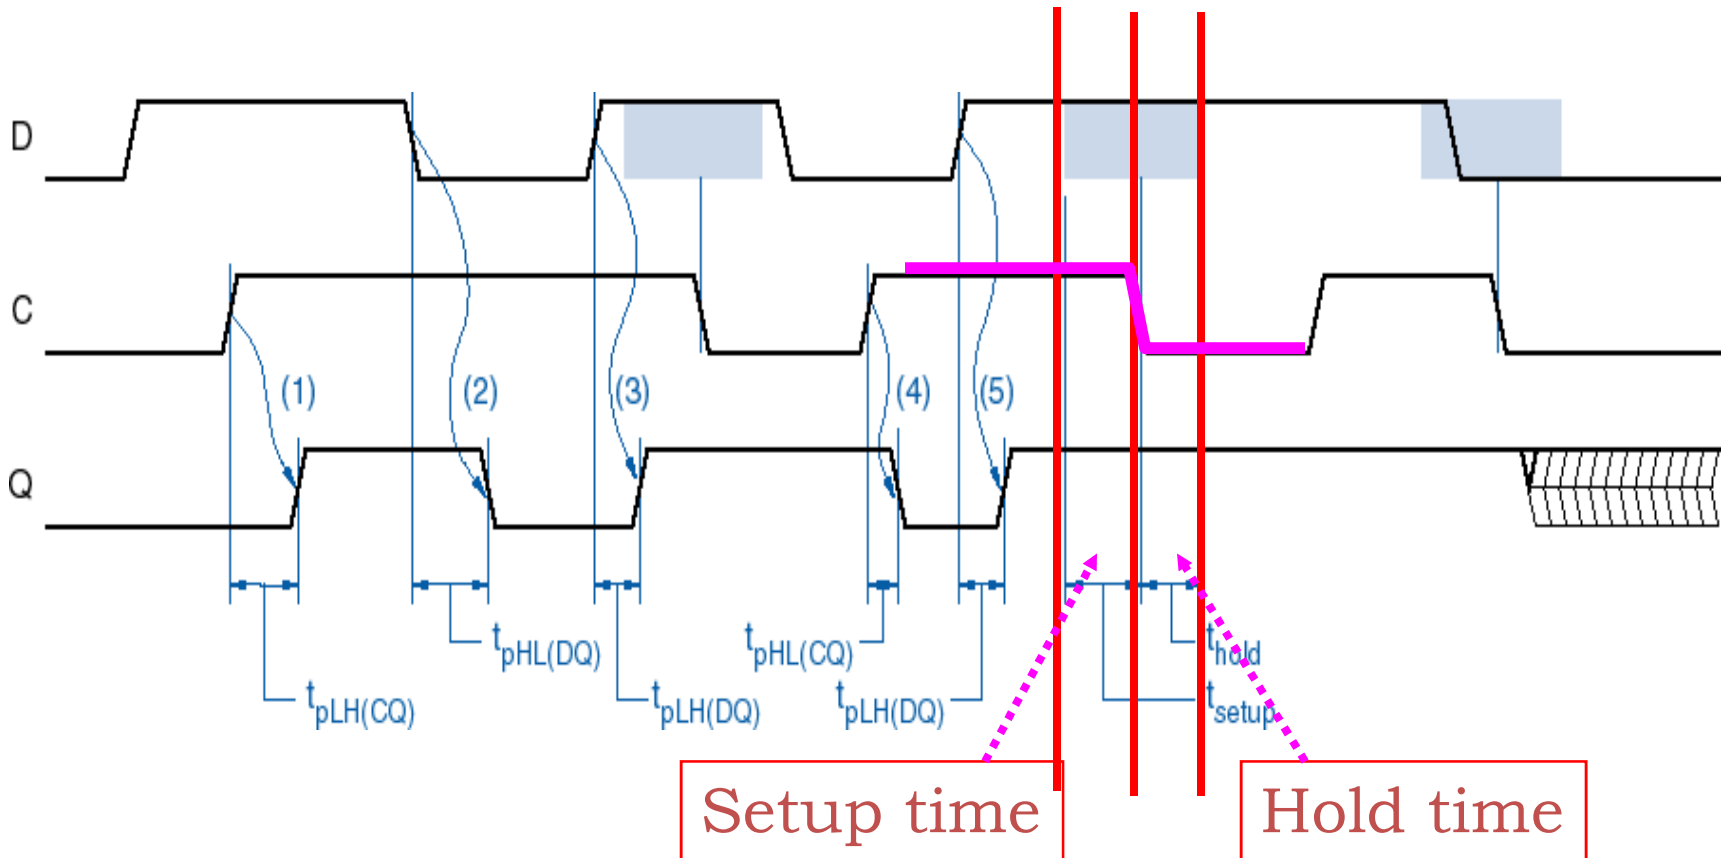 D
C
(1) (2) (3) (4) (5)
Q
tpHL(DQ) tpHL(CQ) thold
tpLH(CQ) tpLH(DQ) tpLH(DQ) tsetup
Setup time Hold time